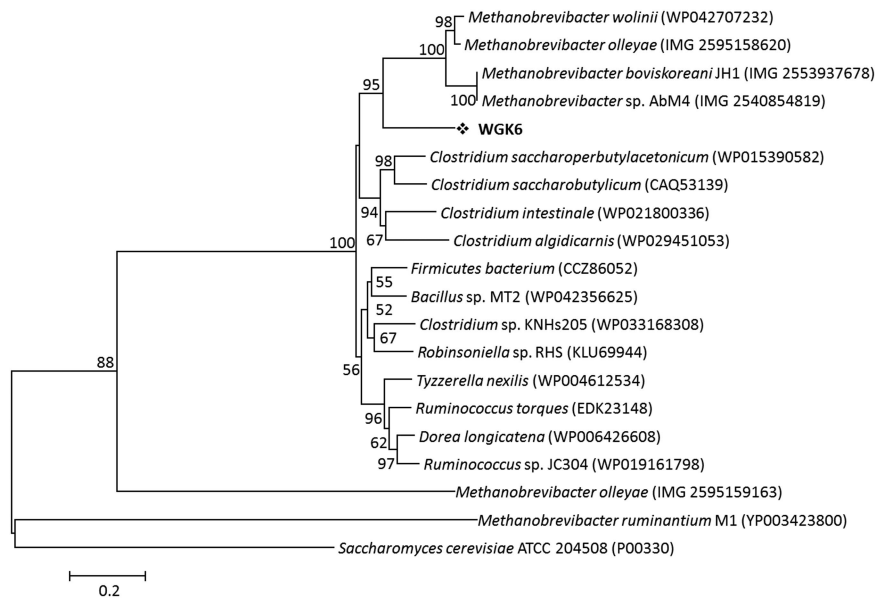 98
Methanobrevibacter wolinii (WP042707232)
Methanobrevibacter olleyae (IMG 2595158620)
100
Methanobrevibacter boviskoreani JH1 (IMG 2553937678)
95
100
Methanobrevibacter sp. AbM4 (IMG 2540854819)
❖ WGK6
98
Clostridium saccharoperbutylacetonicum (WP015390582)
Clostridium saccharobutylicum (CAQ53139)
94
Clostridium intestinale (WP021800336)
67
Clostridium algidicarnis (WP029451053)
100
Firmicutes bacterium (CCZ86052)
55
Bacillus sp. MT2 (WP042356625)
52
Clostridium sp. KNHs205 (WP033168308)
67
Robinsoniella sp. RHS (KLU69944)
88
56
Tyzzerella nexilis (WP004612534)
96
Ruminococcus torques (EDK23148)
62
Dorea longicatena (WP006426608)
97
Ruminococcus sp. JC304 (WP019161798)
Methanobrevibacter olleyae (IMG 2595159163)
Methanobrevibacter ruminantium M1 (YP003423800)
Saccharomyces cerevisiae ATCC 204508 (P00330)
0.2